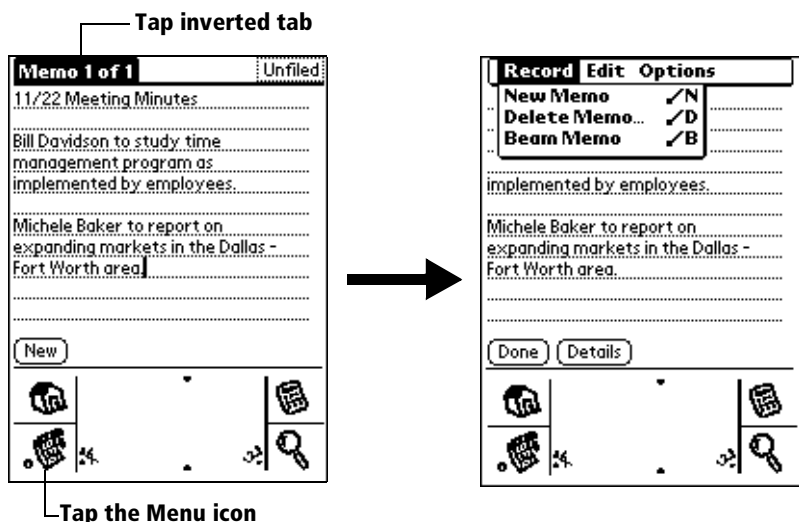 Tap inverted tab
Memo 1 of 1
Unfiled
11/22 Meeting Minutes
Bill Davidson to study time
management program as
implemented by employees.
Michele Baker to report on
expanding markets in the Dallas -
Fort Worth area.
New
Tap the Menu icon
Record Edit Options
New Memo /N
Delete Memo... /D
Beam Memo /B
implemented by employees.
Michele Baker to report on
expanding markets in the Dallas -
Fort Worth area.
Done Details